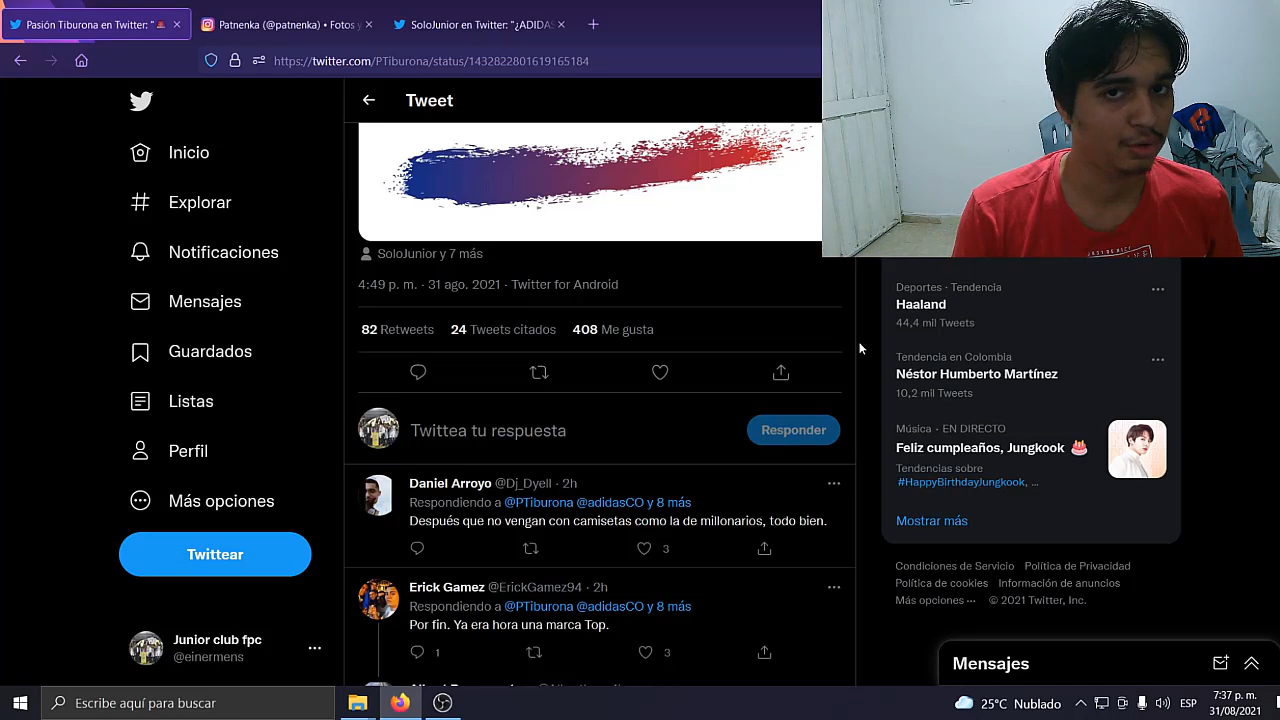 Pasión Tiburona en Twitter: "
Patnenka (@patnenka) • Fotos y
SoloJunior en Twitter: "¿ADIDAS
https://twitter.com/PTiburona/status/1432822801619165184
Inicio
Explorar
Notificaciones
Mensajes
Guardados
Listas
Perfil
Más opciones
Twittear
Junior club fpc
@einermens
Tweet
SoloJunior y 7 más
4:49 p. m. · 31 ago. 2021 · Twitter for Android
82 Retweets 24 Tweets citados 408 Me gusta
Twittea tu respuesta
Responder
Daniel Arroyo @Dj_Dyell · 2h
Respondiendo a @PTiburona @adidasCO y 8 más
Después que no vengan con camisetas como la de millonarios, todo bien.
3
Erick Gamez @ErickGamez94 · 2h
Respondiendo a @PTiburona @adidasCO y 8 más
Por fin. Ya era hora una marca Top.
1 3
Deportes · Tendencia
Haaland
44,4 mil Tweets
Tendencia en Colombia
Néstor Humberto Martínez
10,2 mil Tweets
Música · EN DIRECTO
Feliz cumpleaños, Jungkook
Tendencias sobre
#HappyBirthdayJungkook, ...
Mostrar más
Condiciones de Servicio Política de Privacidad
Política de cookies Información de anuncios
Más opciones ··· © 2021 Twitter, Inc.
Mensajes
Escribe aquí para buscar
25°C Nublado
ESP
7:37 p. m.
31/08/2021